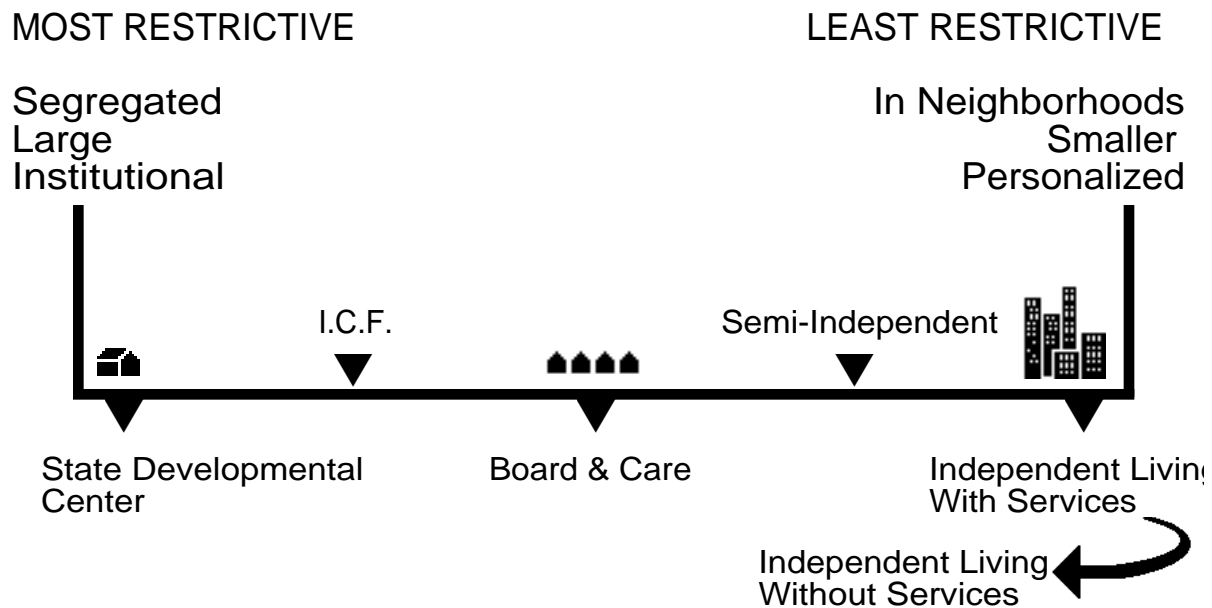 MOST RESTRICTIVE
LEAST RESTRICTIVE
Segregated
Large
Institutional
In Neighborhoods
Smaller
Personalized
I.C.F.
Semi-Independent
State Developmental
Center
Board & Care
Independent Living
With Services
Independent Living
Without Services